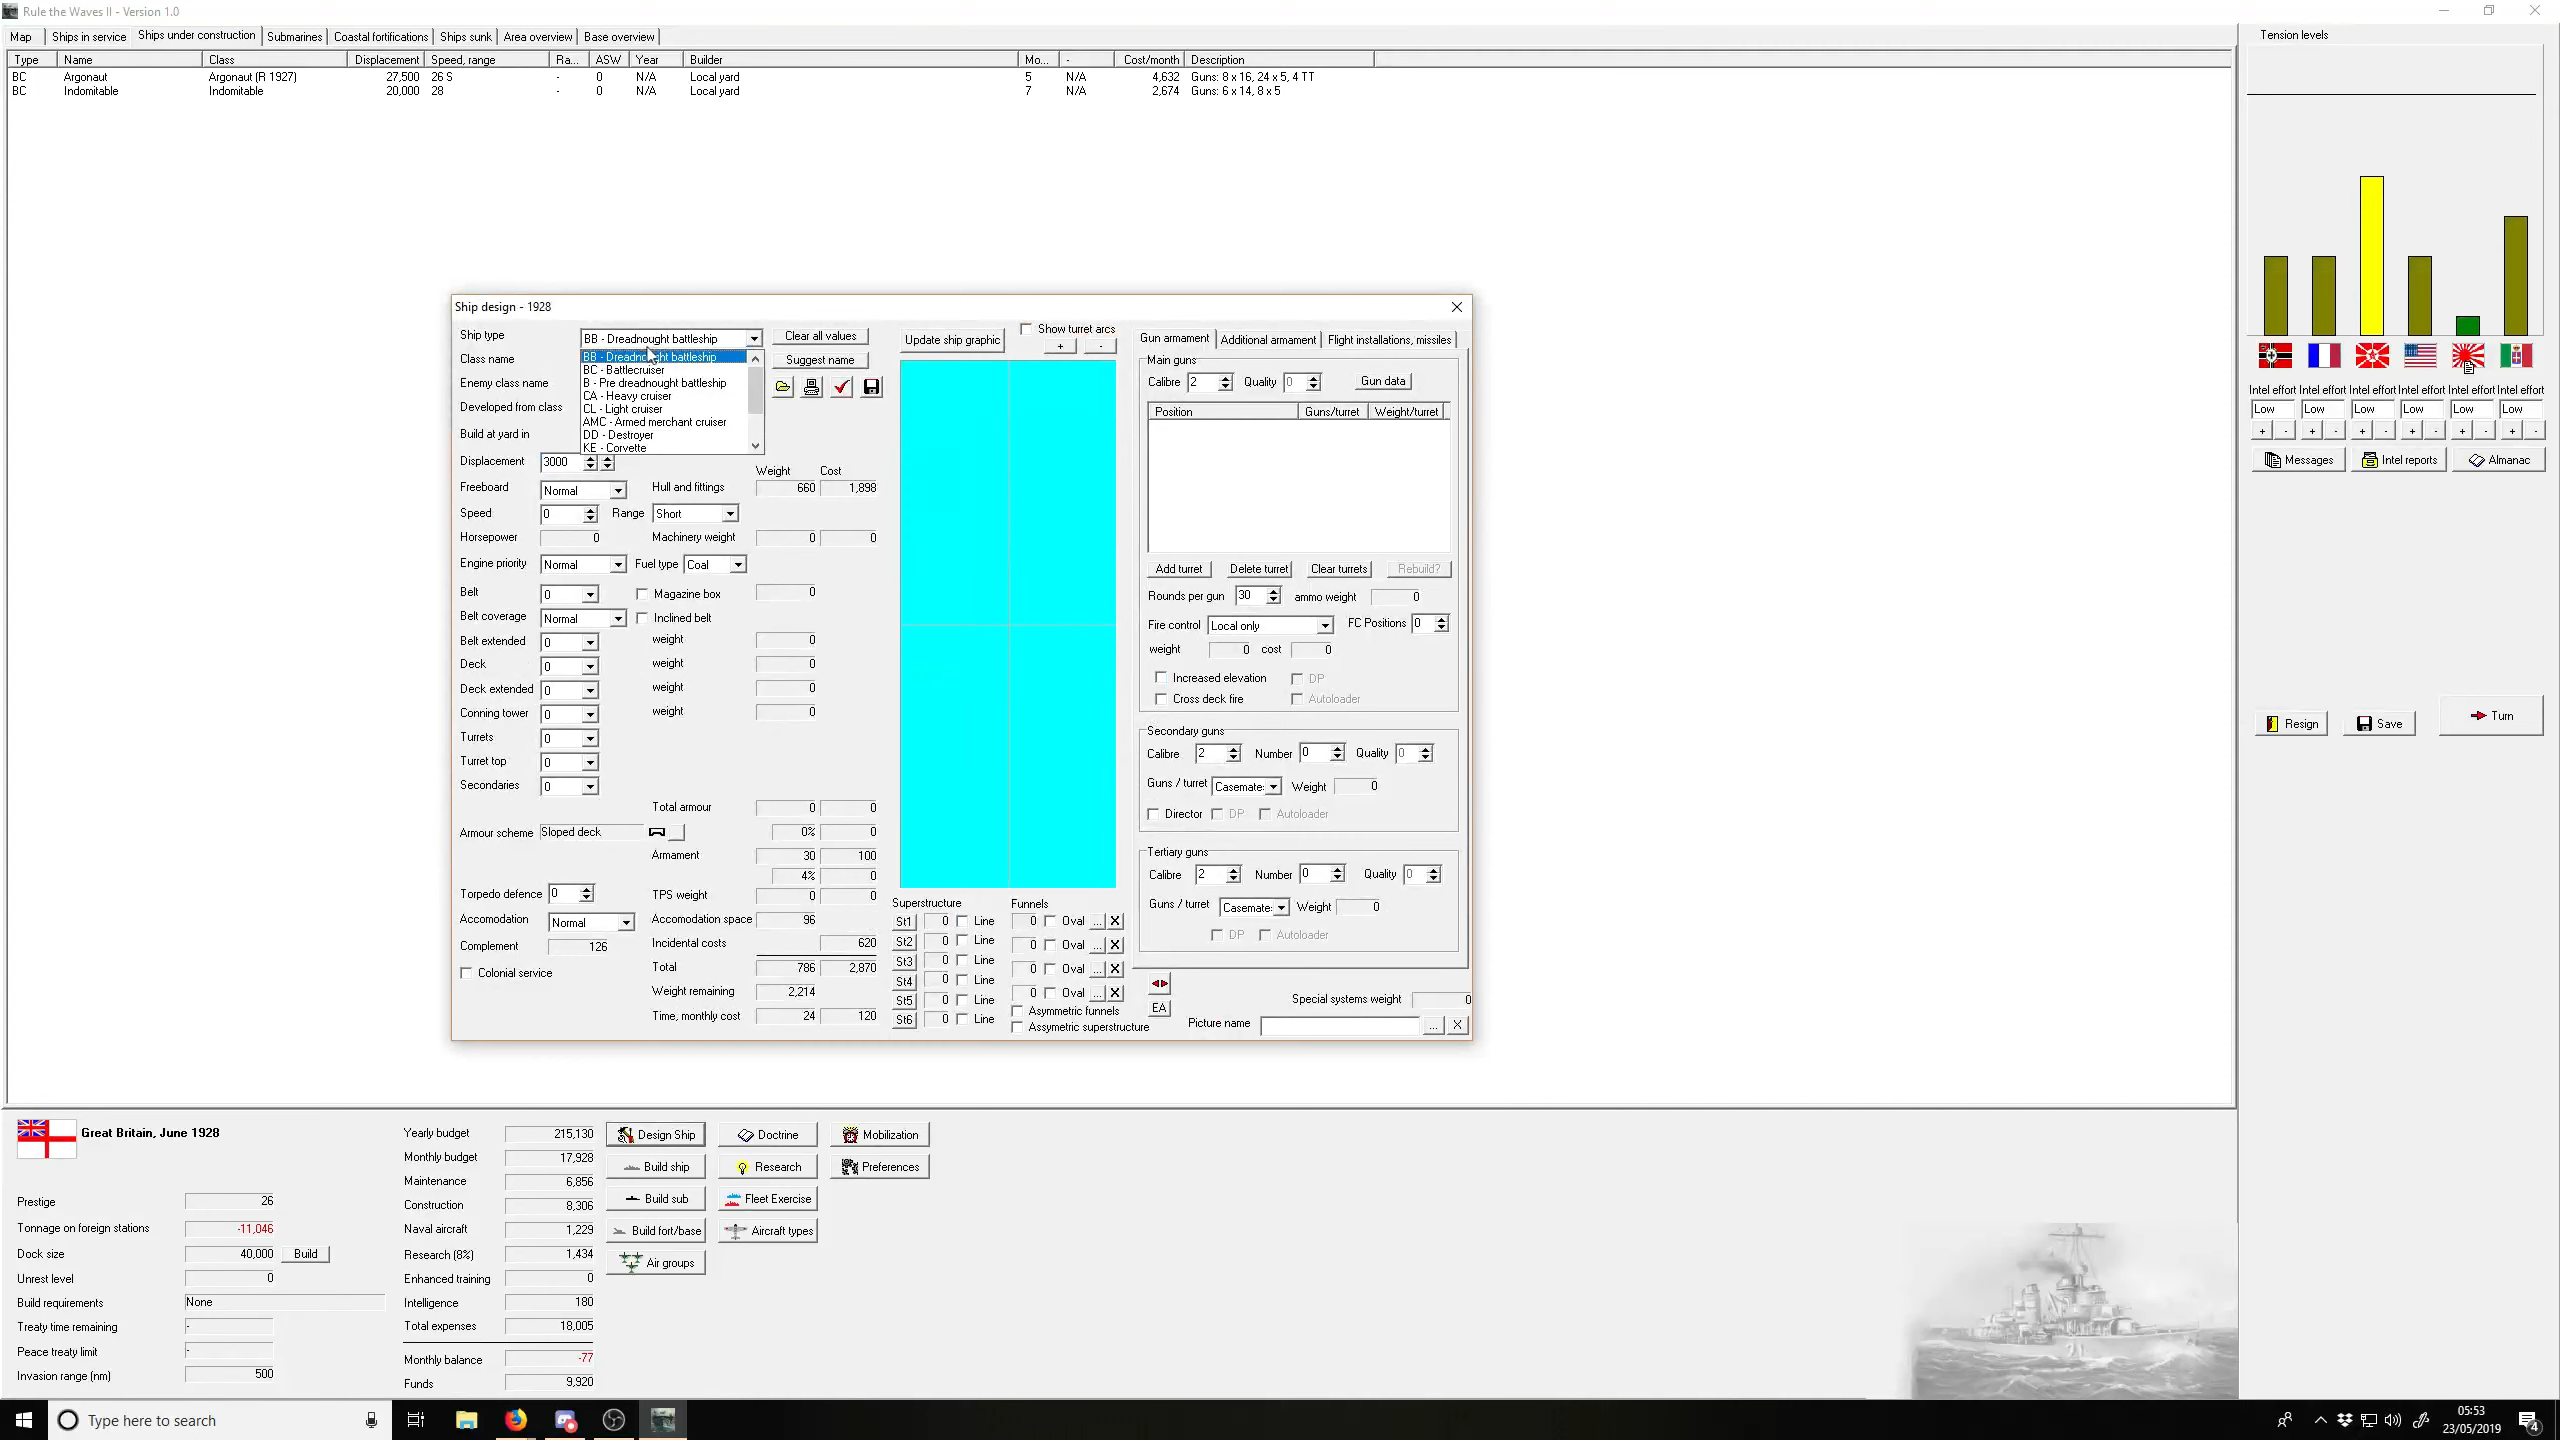 Rule the Waves II - Version 1.0
Map Ships in service Ships under construction Submarines Coastal fortifications Ships sunk Area overview Base overview
Type Name Class Displacement Speed, range Ra... ASW Year Builder Mo... - Cost/month Description
BC Argonaut Argonaut (R 1927) 27,500 26 S - 0 N/A Local yard 5 N/A 4,632 Guns: 8 x 16, 24 x 5, 4 TT
BC Indomitable Indomitable 20,000 28 - 0 N/A Local yard 7 N/A 2,674 Guns: 6 x 14, 8 x 5
Tension levels
Intel effort Intel effort Intel effort Intel effort Intel effort Intel effort
Low Low Low Low Low Low
+ - + - + - + - + - + -
Messages Intel reports Almanac
Resign Save Turn
Ship design - 1928
Ship type BB - Dreadnought battleship Clear all values
BB - Dreadnought battleship
BC - Battlecruiser
B - Pre dreadnought battleship
CA - Heavy cruiser
CL - Light cruiser
AMC - Armed merchant cruiser
DD - Destroyer
KE - Corvette
Class name Suggest name
Enemy class name
Developed from class
Build at yard in
Displacement 3000 Weight Cost
Freeboard Normal Hull and fittings 660 1,898
Speed 0 Range Short
Horsepower 0 Machinery weight 0 0
Engine priority Normal Fuel type Coal
Belt 0 Magazine box 0
Belt coverage Normal Inclined belt
Belt extended 0 weight 0
Deck 0 weight 0
Deck extended 0 weight 0
Conning tower 0 weight 0
Turrets 0
Turret top 0
Secondaries 0
Total armour 0 0
Armour scheme Sloped deck 0% 0
Armament 30 100
4% 0
Torpedo defence 0 TPS weight 0 0
Accomodation Normal Accomodation space 96
Complement 126 Incidental costs 620
Colonial service Total 786 2,870
Weight remaining 2,214
Time, monthly cost 24 120
Update ship graphic Show turret arcs
+ -
Superstructure Funnels
St1 0 Line 0 Oval ... X
St2 0 Line 0 Oval ... X
St3 0 Line 0 Oval ... X
St4 0 Line 0 Oval ... X
St5 0 Line Asymmetric funnels
St6 0 Line Assymetric superstructure
Gun armament Additional armament Flight installations, missiles
Main guns
Calibre 2 Quality 0 Gun data
Position Guns/turret Weight/turret
Add turret Delete turret Clear turrets Rebuild?
Rounds per gun 30 ammo weight 0
Fire control Local only FC Positions 0
weight 0 cost 0
Increased elevation DP
Cross deck fire Autoloader
Secondary guns
Calibre 2 Number 0 Quality 0
Guns / turret Casemate: Weight 0
Director DP Autoloader
Tertiary guns
Calibre 2 Number 0 Quality 0
Guns / turret Casemate: Weight 0
DP Autoloader
EA Special systems weight 0
Picture name ... X
Great Britain, June 1928
Prestige 26
Tonnage on foreign stations -11,046
Dock size 40,000 Build
Unrest level 0
Build requirements None
Treaty time remaining -
Peace treaty limit -
Invasion range (nm) 500
Yearly budget 215,130
Monthly budget 17,928
Maintenance 6,856
Construction 8,306
Naval aircraft 1,229
Research (8%) 1,434
Enhanced training 0
Intelligence 180
Total expenses 18,005
Monthly balance -77
Funds 9,920
Design Ship Doctrine Mobilization
Build ship Research Preferences
Build sub Fleet Exercise
Build fort/base Aircraft types
Air groups
Type here to search
05:53
23/05/2019
4